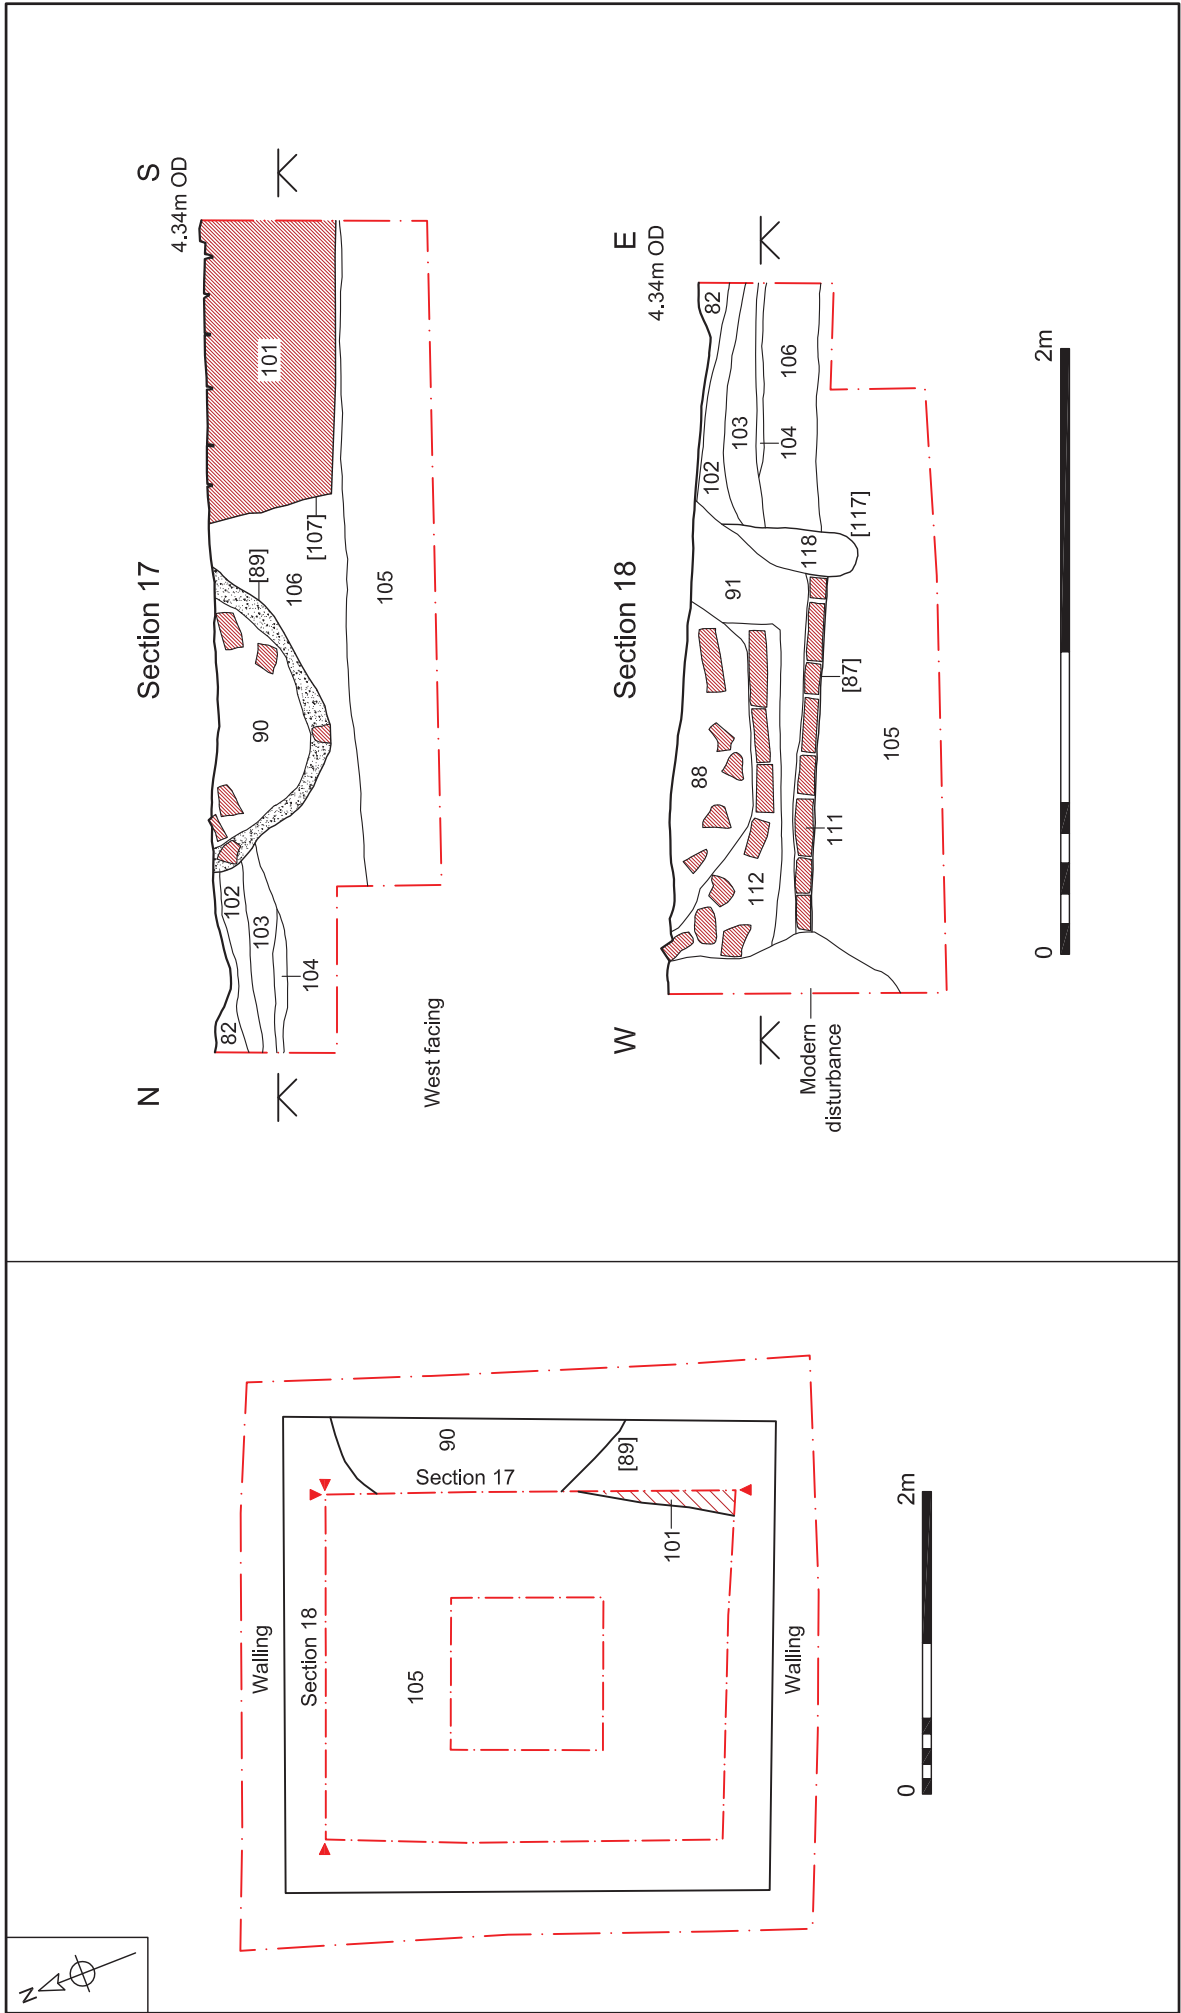 N
Walling
Section 18
105
Section 17
90
[89]
101
Walling
0
2m
Section 17
N
S
4.34m OD
82
102
103
104
90
[89]
106
[107]
101
105
West facing
Section 18
W
E
4.34m OD
88
91
102
82
103
112
118
[117]
104
106
111
[87]
105
Modern
disturbance
0
2m